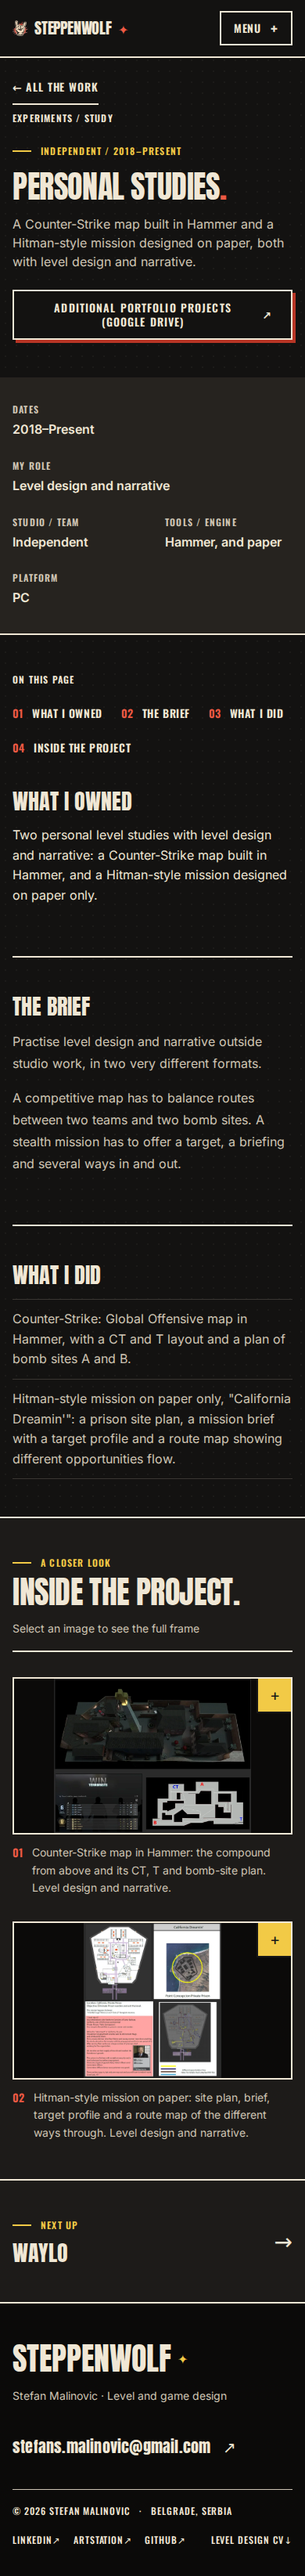 STEPPENWOLF ✦
MENU +
← ALL THE WORK
EXPERIMENTS / STUDY
INDEPENDENT / 2018–PRESENT
PERSONAL STUDIES.
A Counter-Strike map built in Hammer and a
Hitman-style mission designed on paper, both
with level design and narrative.
ADDITIONAL PORTFOLIO PROJECTS
(GOOGLE DRIVE) ↗
DATES
2018–Present
MY ROLE
Level design and narrative
STUDIO / TEAM
Independent
TOOLS / ENGINE
Hammer, and paper
PLATFORM
PC
ON THIS PAGE
01 WHAT I OWNED 02 THE BRIEF 03 WHAT I DID
04 INSIDE THE PROJECT
WHAT I OWNED
Two personal level studies with level design
and narrative: a Counter-Strike map built in
Hammer, and a Hitman-style mission designed
on paper only.
THE BRIEF
Practise level design and narrative outside
studio work, in two very different formats.
A competitive map has to balance routes
between two teams and two bomb sites. A
stealth mission has to offer a target, a briefing
and several ways in and out.
WHAT I DID
Counter-Strike: Global Offensive map in
Hammer, with a CT and T layout and a plan of
bomb sites A and B.
Hitman-style mission on paper only, "California
Dreamin'": a prison site plan, a mission brief
with a target profile and a route map showing
different opportunities flow.
A CLOSER LOOK
INSIDE THE PROJECT.
Select an image to see the full frame
+
WIN
CT
01 Counter-Strike map in Hammer: the compound
from above and its CT, T and bomb-site plan.
Level design and narrative.
+
California Dreamin'
02 Hitman-style mission on paper: site plan, brief,
target profile and a route map of the different
ways through. Level design and narrative.
NEXT UP
WAYLO →
STEPPENWOLF ✦
Stefan Malinovic · Level and game design
stefans.malinovic@gmail.com ↗
© 2026 STEFAN MALINOVIC · BELGRADE, SERBIA
LINKEDIN↗ ARTSTATION↗ GITHUB↗ LEVEL DESIGN CV↓